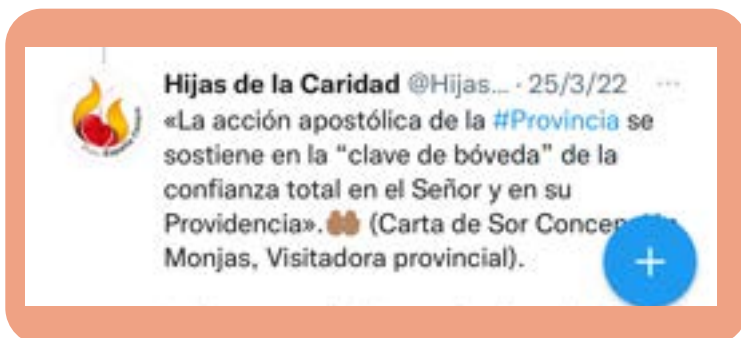 Hijas de la Caridad @Hijas... · 25/3/22 ...
«La acción apostólica de la #Provincia se
sostiene en la “clave de bóveda” de la
confianza total en el Señor y en su
Providencia».🤲🏾 (Carta de Sor
Monjas, Visitadora provincial).